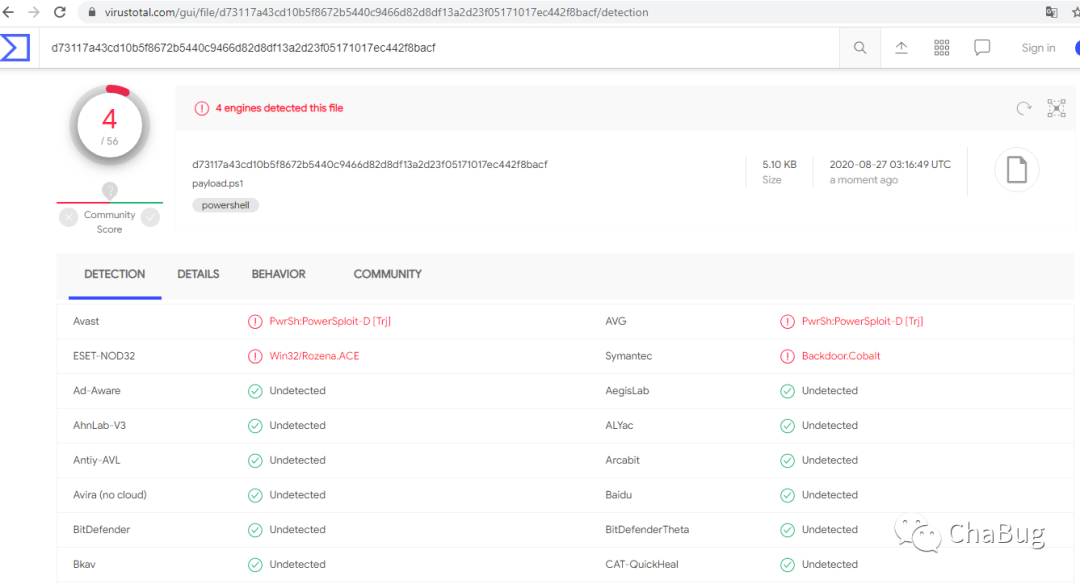 virustotal.com/gui/file/d73117a43cd10b5f8672b5440c9466d82d8df13a2d23f05171017ec442f8bacf/detection
d73117a43cd10b5f8672b5440c9466d82d8df13a2d23f05171017ec442f8bacf
Sign in
4
/ 56
4 engines detected this file
d73117a43cd10b5f8672b5440c9466d82d8df13a2d23f05171017ec442f8bacf
payload.ps1
powershell
5.10 KB
Size
2020-08-27 03:16:49 UTC
a moment ago
?
Community
Score
DETECTION DETAILS BEHAVIOR COMMUNITY
Avast PwrSh:PowerSploit-D [Trj] AVG PwrSh:PowerSploit-D [Trj]
ESET-NOD32 Win32/Rozena.ACE Symantec Backdoor.Cobalt
Ad-Aware Undetected AegisLab Undetected
AhnLab-V3 Undetected ALYac Undetected
Antiy-AVL Undetected Arcabit Undetected
Avira (no cloud) Undetected Baidu Undetected
BitDefender Undetected BitDefenderTheta Undetected
Bkav Undetected CAT-QuickHeal Undetected
ChaBug